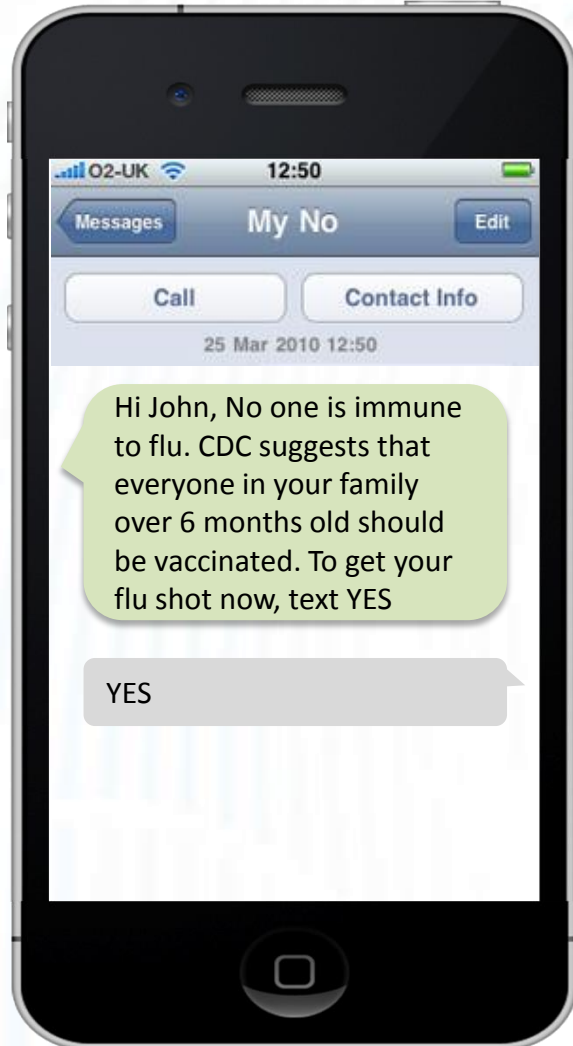 O2-UK 12:50
Messages My No Edit
Call Contact Info
25 Mar 2010 12:50
Hi John, No one is immune
to flu. CDC suggests that
everyone in your family
over 6 months old should
be vaccinated. To get your
flu shot now, text YES
YES